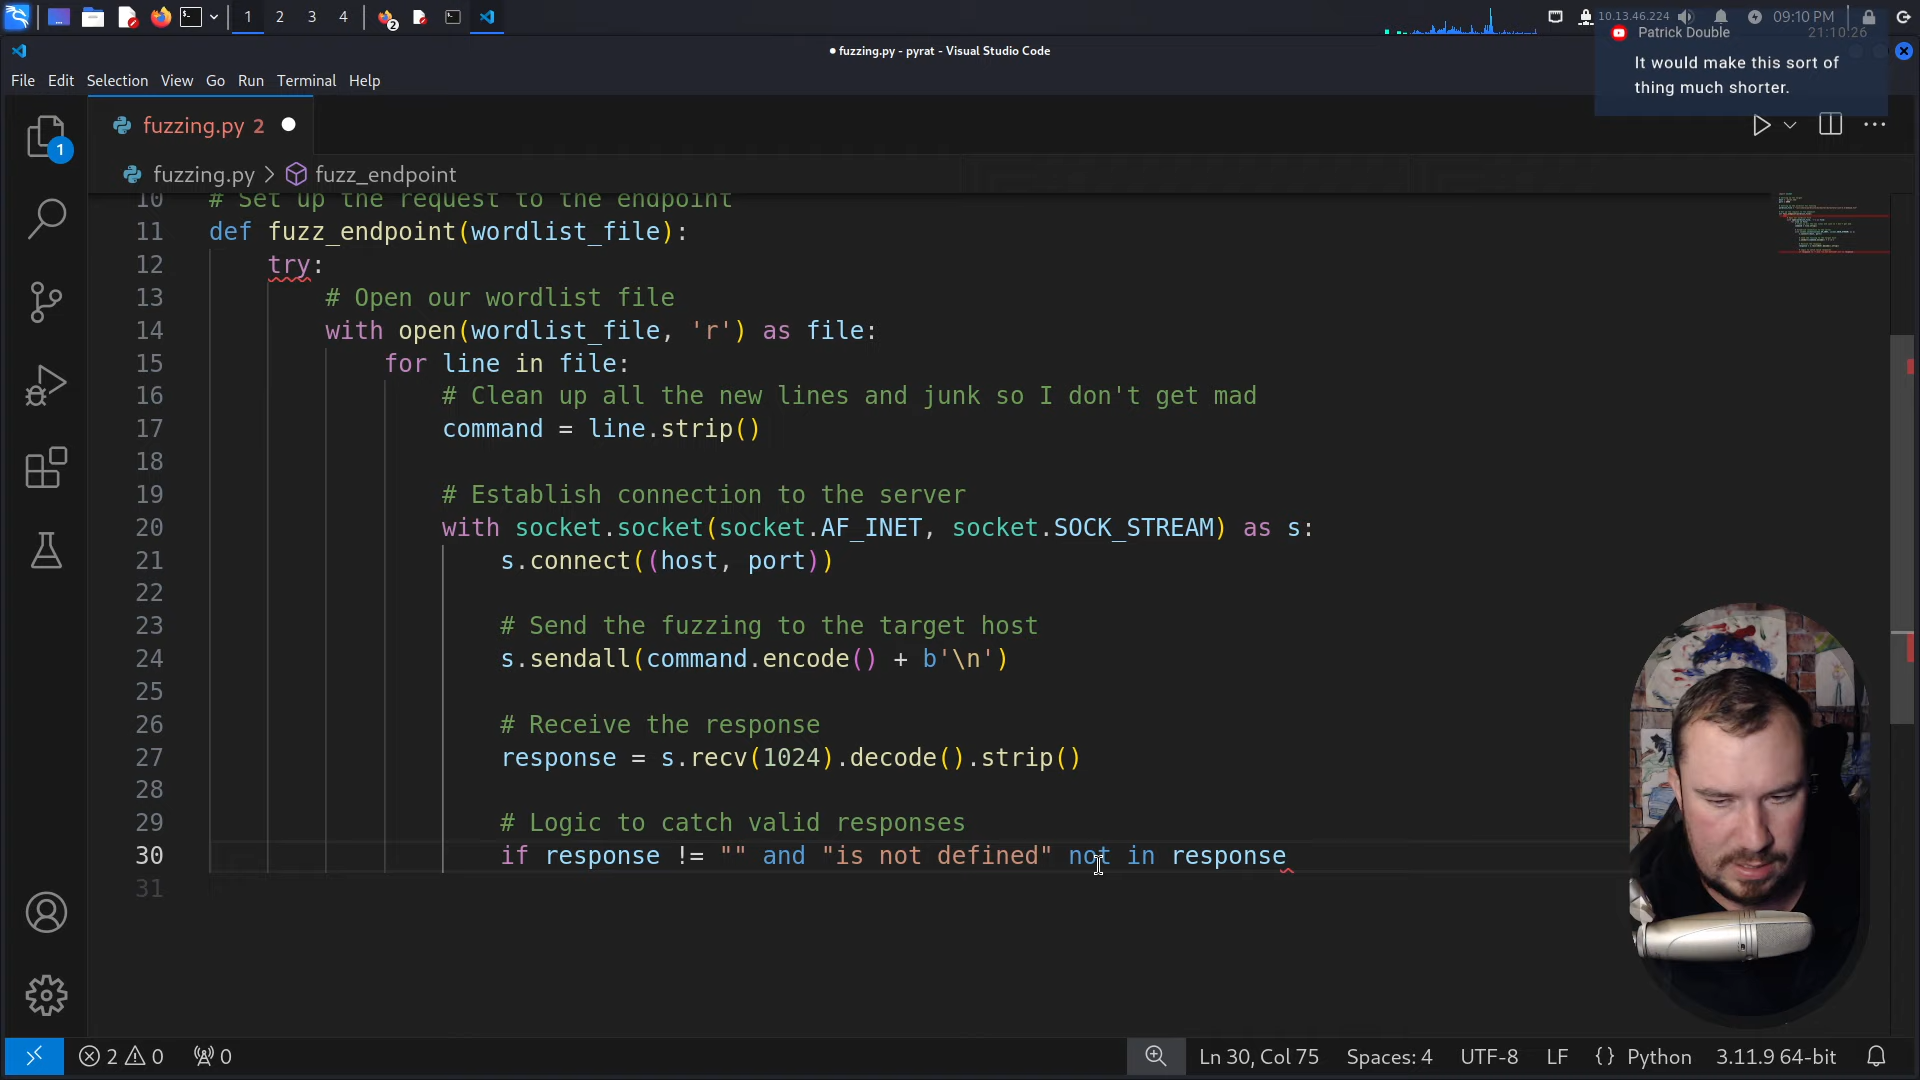 1 2 3 4 2 10.13.46.224 09:10 PM
fuzzing.py - pyrat - Visual Studio Code
Patrick Double 21:10:26
It would make this sort of
thing much shorter.
File Edit Selection View Go Run Terminal Help
fuzzing.py 2
1
fuzzing.py > fuzz_endpoint
10 # Set up the request to the endpoint
11 def fuzz_endpoint(wordlist_file):
12 try:
13 # Open our wordlist file
14 with open(wordlist_file, 'r') as file:
15 for line in file:
16 # Clean up all the new lines and junk so I don't get mad
17 command = line.strip()
18
19 # Establish connection to the server
20 with socket.socket(socket.AF_INET, socket.SOCK_STREAM) as s:
21 s.connect((host, port))
22
23 # Send the fuzzing to the target host
24 s.sendall(command.encode() + b'\n')
25
26 # Receive the response
27 response = s.recv(1024).decode().strip()
28
29 # Logic to catch valid responses
30 if response != "" and "is not defined" not in response
31
2 0 0 Ln 30, Col 75 Spaces: 4 UTF-8 LF {} Python 3.11.9 64-bit